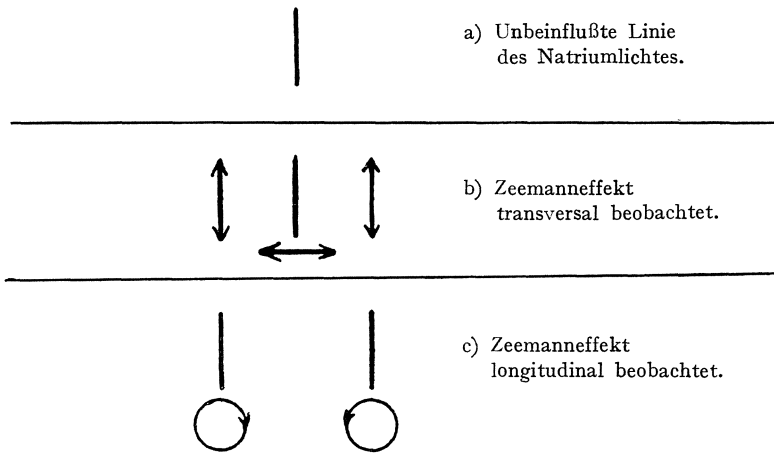 a) Unbeinflußte Linie
des Natriumlichtes.
b) Zeemanneffekt
transversal beobachtet.
c) Zeemanneffekt
longitudinal beobachtet.